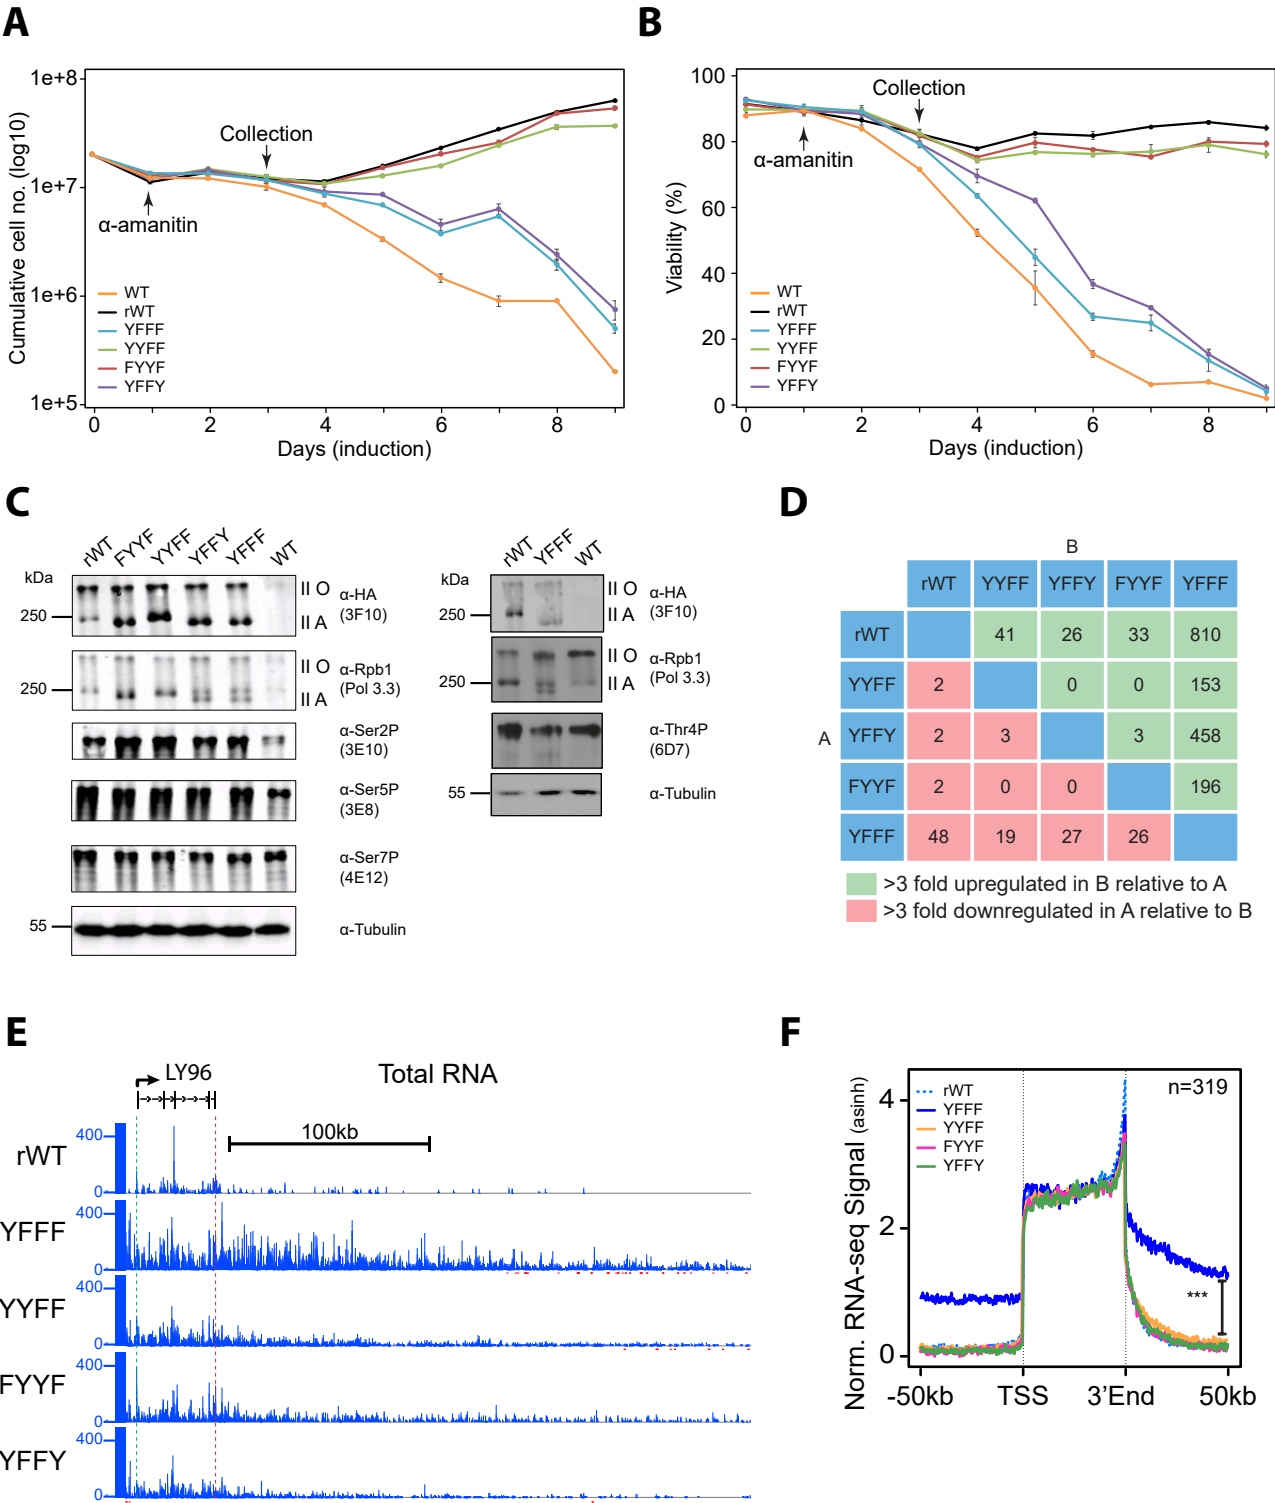 A
1e+8
1e+7
1e+6
1e+5
Cumulative cell no. (log10)
Collection
α-amanitin
WT
rWT
YFFF
YYFF
FYYF
YFFY
0 2 4 6 8
Days (induction)
B
100
80
60
40
20
0
Viability (%)
Collection
α-amanitin
WT
rWT
YFFF
YYFF
FYYF
YFFY
0 2 4 6 8
Days (induction)
C
rWT FYYF YYFF YFFY YFFF WT
kDa
250
II O
II A
α-HA
(3F10)
250
II O
II A
α-Rpb1
(Pol 3.3)
α-Ser2P
(3E10)
α-Ser5P
(3E8)
α-Ser7P
(4E12)
55
α-Tubulin
rWT YFFF WT
kDa
250
II O
II A
α-HA
(3F10)
250
II O
II A
α-Rpb1
(Pol 3.3)
α-Thr4P
(6D7)
55
α-Tubulin
D
B
rWT YYFF YFFY FYYF YFFF
A
rWT 41 26 33 810
YYFF 2 0 0 153
YFFY 2 3 3 458
FYYF 2 0 0 196
YFFF 48 19 27 26
>3 fold upregulated in B relative to A
>3 fold downregulated in A relative to B
E
LY96
Total RNA
100kb
rWT
400
0
YFFF
400
0
YYFF
400
0
FYYF
400
0
YFFY
400
0
F
Norm. RNA-seq Signal (asinh)
4
2
0
rWT
YFFF
YYFF
FYYF
YFFY
n=319
***
-50kb TSS 3'End 50kb